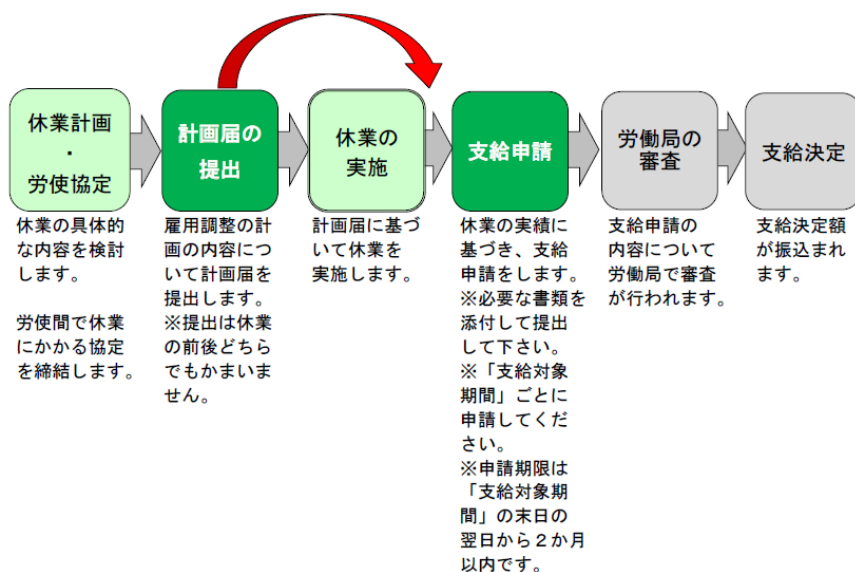 休業計画
・
労使協定
計画届の
提出
休業の
実施
支給申請
労働局の
審査
支給決定
休業の具体的
な内容を検討
します。
労使間で休業
にかかる協定
を締結します。
雇用調整の計
画の内容につ
いて計画届を
提出します。
※提出は休業
の前後どちら
でもかまいま
せん。
計画届に基づ
いて休業を
実施します。
休業の実績に
基づき、支給
申請をします。
※必要な書類を
添付して提出
して下さい。
※「支給対象
期間」ごとに
申請してくだ
さい。
※申請期限は
「支給対象期
間」の末日の
翌日から２か月
以内です。
支給申請の
内容について
労働局で審査
が行われます。
支給決定額
が振込まれ
ます。